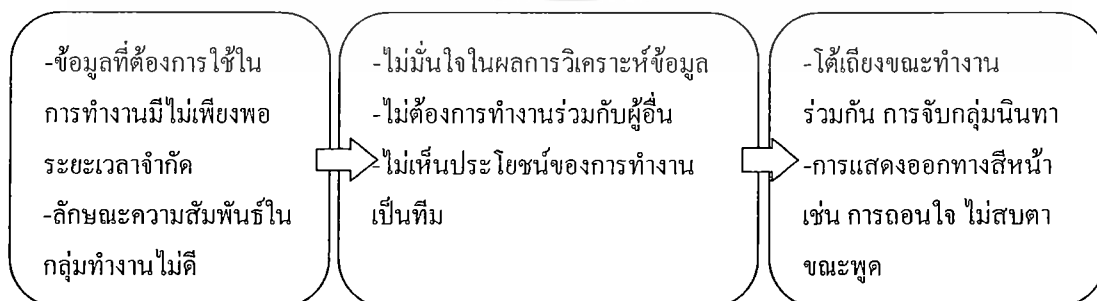 -ข้อมูลที่ต้องการใช้ใน
การทำงานมีไม่เพียงพอ
ระยะเวลาจำกัด
-ลักษณะความสัมพันธ์ใน
กลุ่มทำงานไม่ดี
-ไม่มั่นใจในผลการวิเคราะห์ข้อมูล
-ไม่ต้องการทำงานร่วมกับผู้อื่น
-ไม่เห็นประโยชน์ของการทำงาน
เป็นทีม
-โต้เถียงขณะทำงาน
ร่วมกัน การจับกลุ่มนินทา
-การแสดงออกทางสีหน้า
เช่น การถอนใจ ไม่สบตา
ขณะพูด